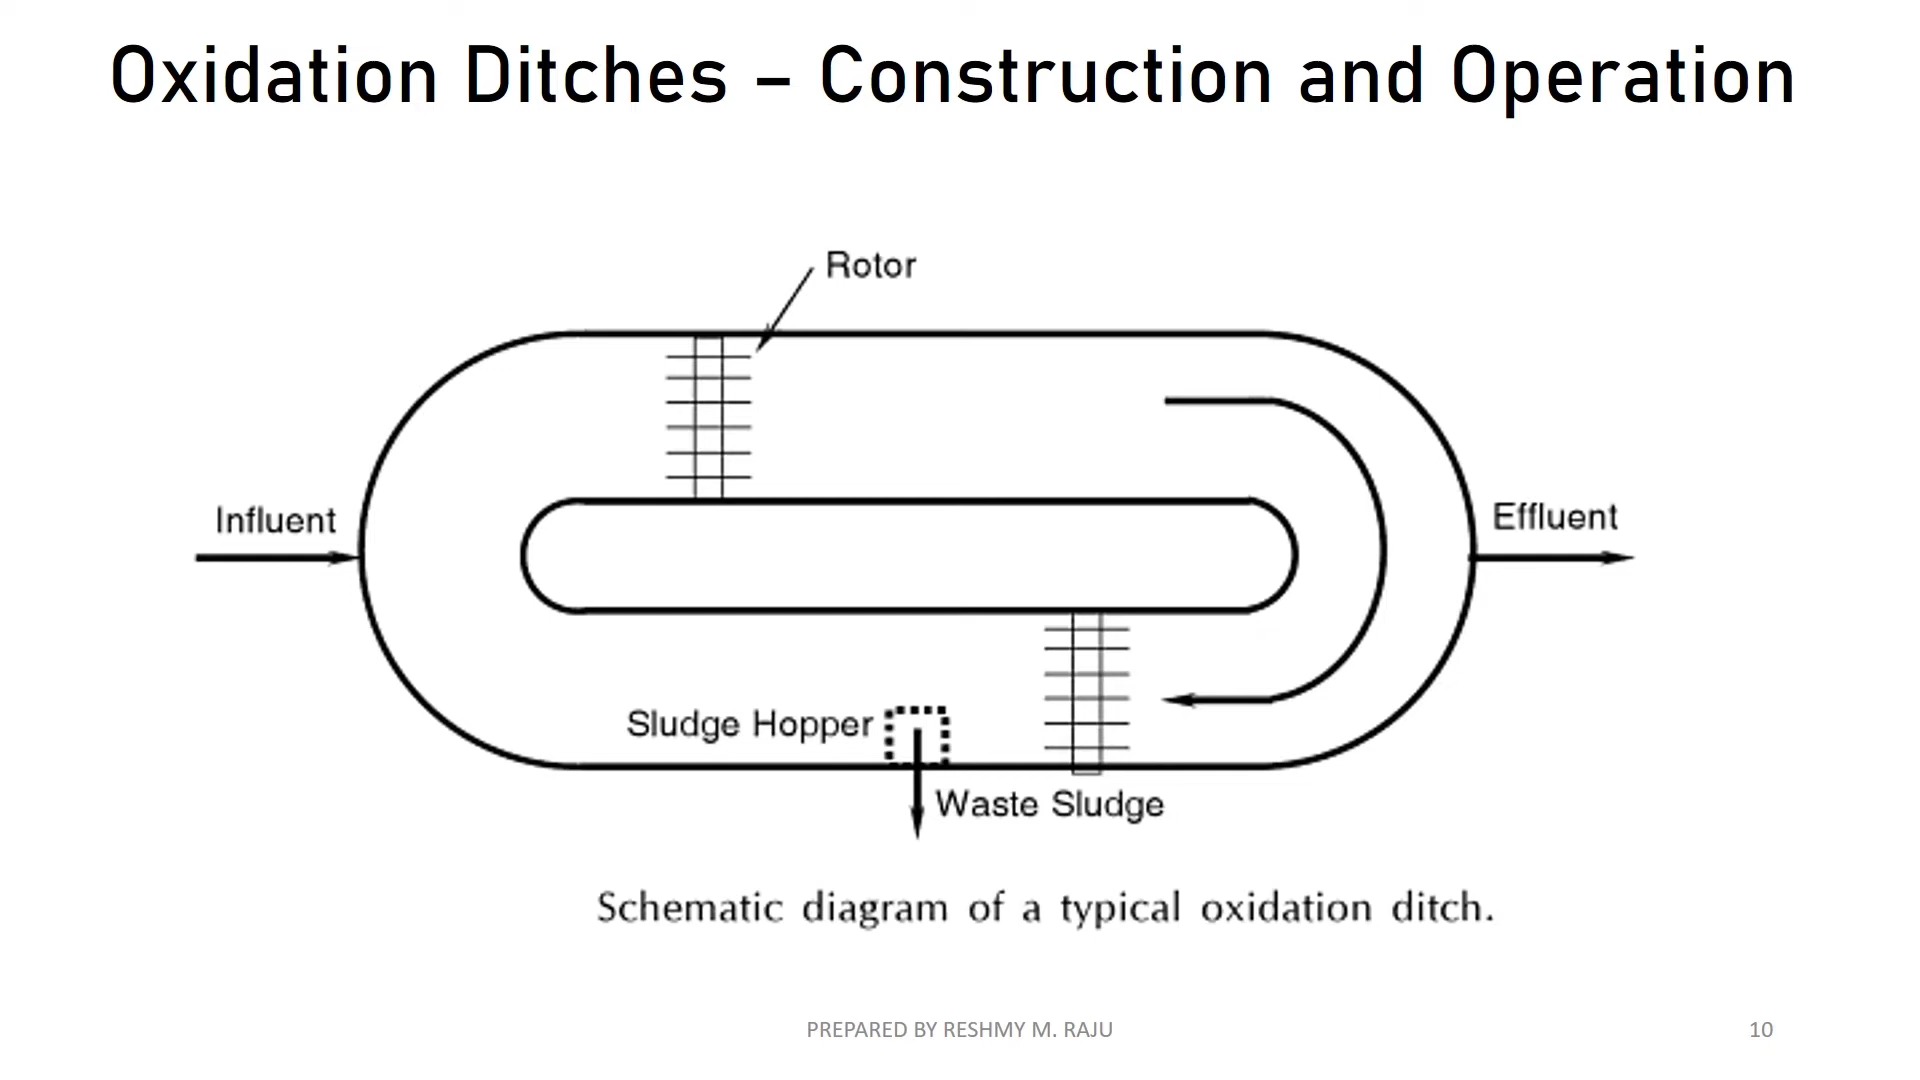 Oxidation Ditches – Construction and Operation
Rotor
Influent
Effluent
Sludge Hopper
Waste Sludge
Schematic diagram of a typical oxidation ditch.
PREPARED BY RESHMY M. RAJU
10